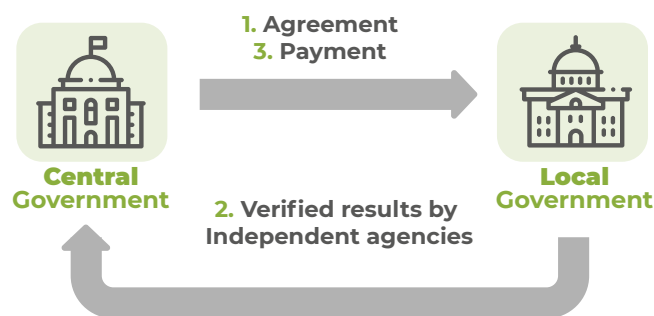 1. Agreement
3. Payment
Central
Government
Local
Government
2. Verified results by
Independent agencies